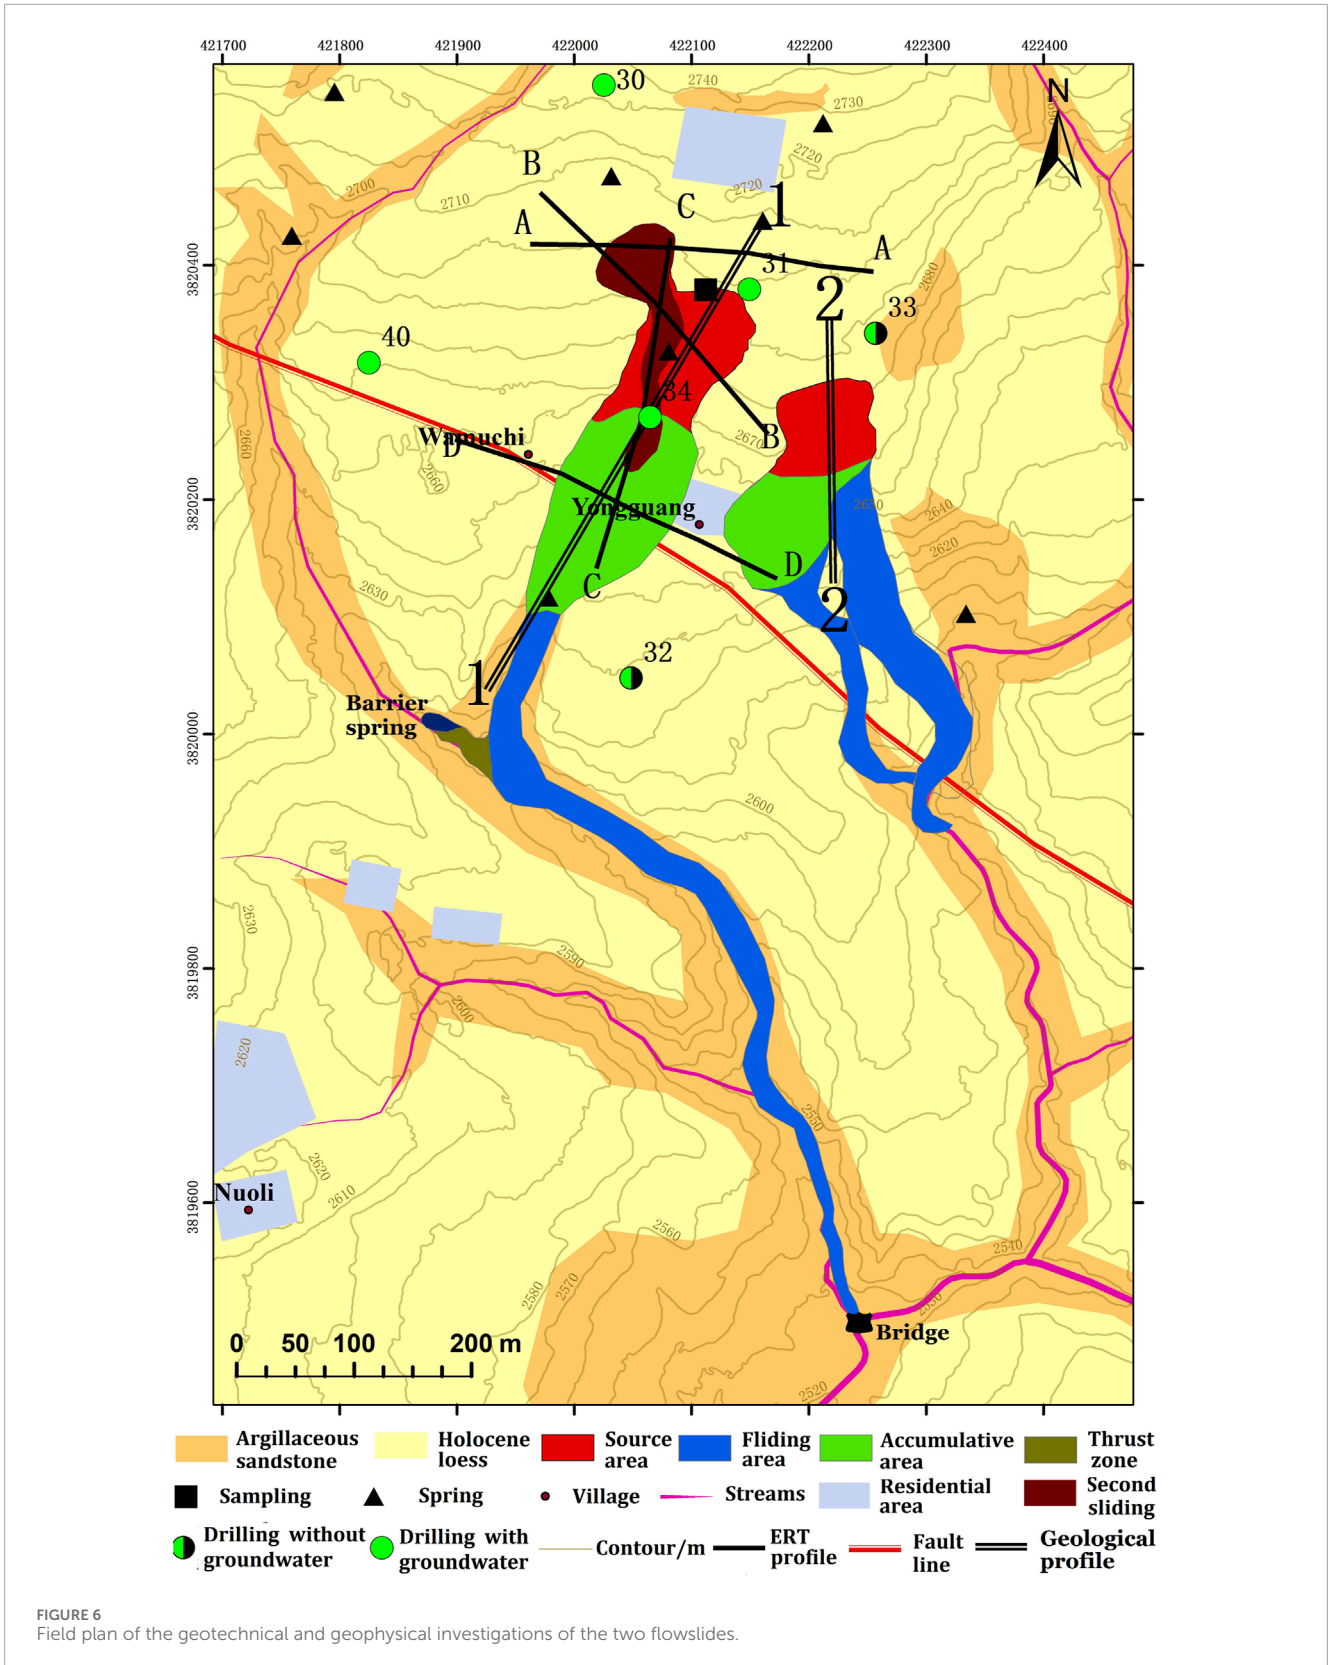 421700 421800 421900 422000 422100 422200 422300 422400
30
2740
2730
N
B
2720
2700
2710
2720
C
1
A
A
3820400
31
2680
2
33
40
34
Wamuchi
D
B
2670
2660
2660
Yongguang
2650
2640
3820200
2620
D
C
2630
2
32
1
Barrier
spring
3820000
2600
2630
2590
3819800
2600
2620
2550
2620
Nuoli
2610
3819600
2560
2540
2580
2570
2530
Bridge
0 50 100 200 m
2520
Argillaceous
sandstone
Holocene
loess
Source
area
Fliding
area
Accumulative
area
Thrust
zone
Sampling
Spring
Village
Streams
Residential
area
Second
sliding
Drilling without
groundwater
Drilling with
groundwater
Contour/m
ERT
profile
Fault
line
Geological
profile
FIGURE 6
Field plan of the geotechnical and geophysical investigations of the two flowslides.